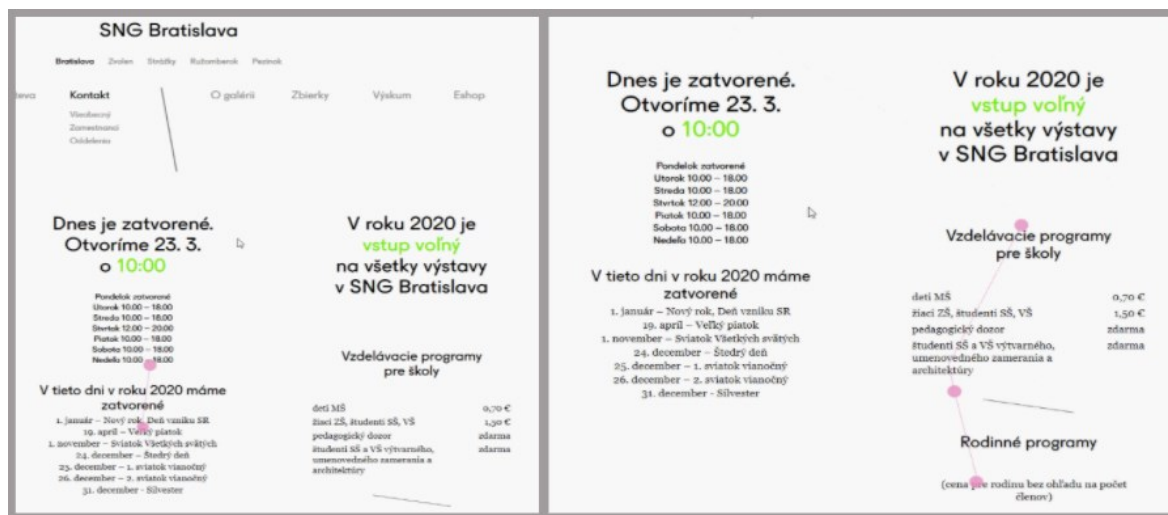 SNG Bratislava
Bratislava Zvolen Strážky Ružomberok Pezinok
Kontakt O galérii Zbierky Výskum Eshop
Všeobecný
Zamestnanci
Oddelenia
Dnes je zatvorené.
Otvoríme 23. 3.
o 10:00
Pondelok zatvorené
Utorok 10.00 – 18.00
Streda 10.00 – 18.00
Štvrtok 12.00 – 20.00
Piatok 10.00 – 18.00
Sobota 10.00 – 18.00
Nedeľa 10.00 – 18.00
V tieto dni v roku 2020 máme
zatvorené
1. január – Nový rok, Deň vzniku SR
19. apríl – Veľký piatok
1. november – Sviatok Všetkých svätých
24. december – Štedrý deň
25. december – 1. sviatok vianočný
26. december – 2. sviatok vianočný
31. december - Silvester
V roku 2020 je
vstup voľný
na všetky výstavy
v SNG Bratislava
Vzdelávacie programy
pre školy
deti MŠ 0,70 €
žiaci ZŠ, študenti SŠ, VŠ 1,50 €
pedagogický dozor zdarma
študenti SŠ a VŠ výtvarného, zdarma
umenovedného zamerania a
architektúry
Dnes je zatvorené.
Otvoríme 23. 3.
o 10:00
Pondelok zatvorené
Utorok 10.00 – 18.00
Streda 10.00 – 18.00
Štvrtok 12.00 – 20.00
Piatok 10.00 – 18.00
Sobota 10.00 – 18.00
Nedeľa 10.00 – 18.00
V tieto dni v roku 2020 máme
zatvorené
1. január – Nový rok, Deň vzniku SR
19. apríl – Veľký piatok
1. november – Sviatok Všetkých svätých
24. december – Štedrý deň
25. december – 1. sviatok vianočný
26. december – 2. sviatok vianočný
31. december - Silvester
V roku 2020 je
vstup voľný
na všetky výstavy
v SNG Bratislava
Vzdelávacie programy
pre školy
deti MŠ 0,70 €
žiaci ZŠ, študenti SŠ, VŠ 1,50 €
pedagogický dozor zdarma
študenti SŠ a VŠ výtvarného, zdarma
umenovedného zamerania a
architektúry
Rodinné programy
(cena pre rodinu bez ohľadu na počet
členov)